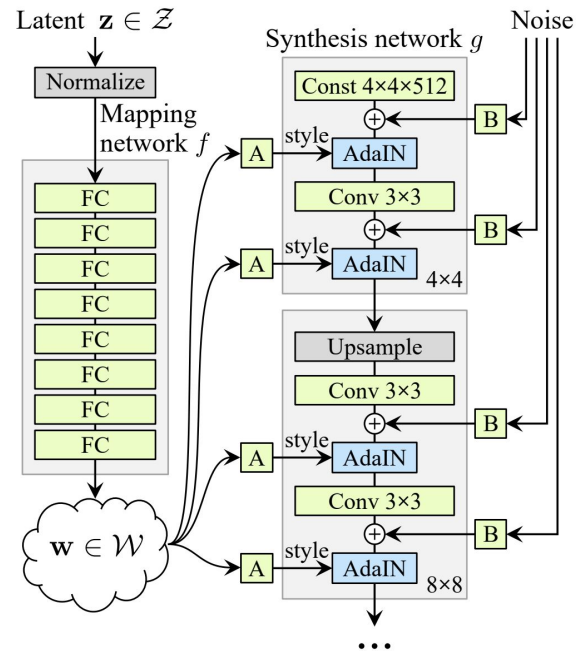 Latent z ∈ 𝒵
Normalize
Mapping
network f
FC
FC
FC
FC
FC
FC
FC
FC
w ∈ 𝒲
Synthesis network g
Noise
Const 4×4×512
+
B
A
style
AdaIN
Conv 3×3
+
B
A
style
AdaIN
4×4
Upsample
Conv 3×3
+
B
A
style
AdaIN
Conv 3×3
+
B
A
style
AdaIN
8×8
...